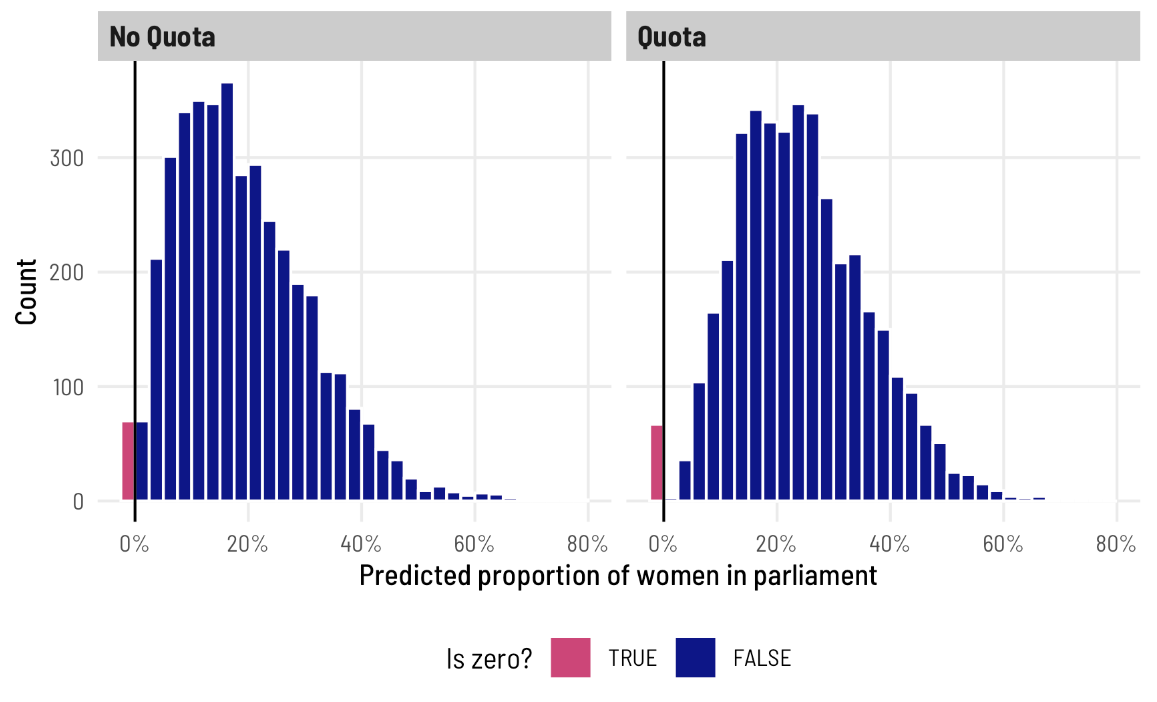 No Quota
Quota
Count
300
200
100
0
0%
20%
40%
60%
80%
0%
20%
40%
60%
80%
Predicted proportion of women in parliament
Is zero?
TRUE
FALSE